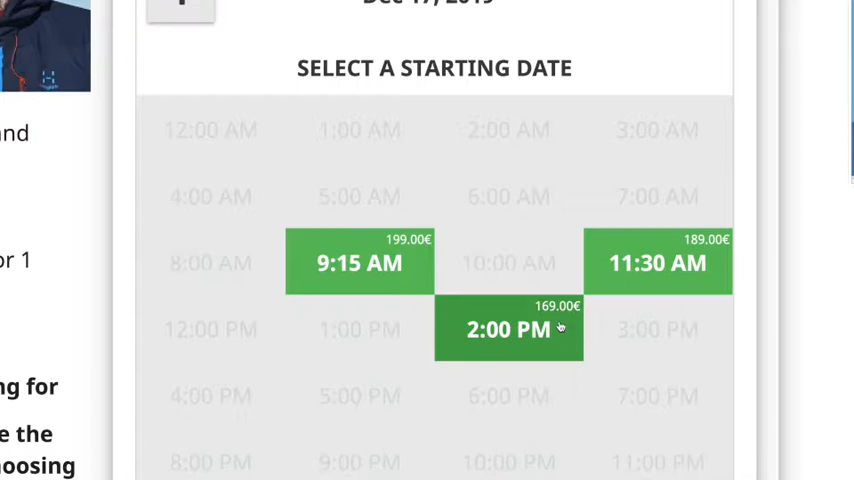 Dec 17, 2019
SELECT A STARTING DATE
12:00 AM 1:00 AM 2:00 AM 3:00 AM
4:00 AM 5:00 AM 6:00 AM 7:00 AM
199.00€ 189.00€
8:00 AM 9:15 AM 10:00 AM 11:30 AM
169.00€
12:00 PM 1:00 PM 2:00 PM 3:00 PM
4:00 PM 5:00 PM 6:00 PM 7:00 PM
8:00 PM 9:00 PM 10:00 PM 11:00 PM
nd
or 1
ng for
e the
oosing